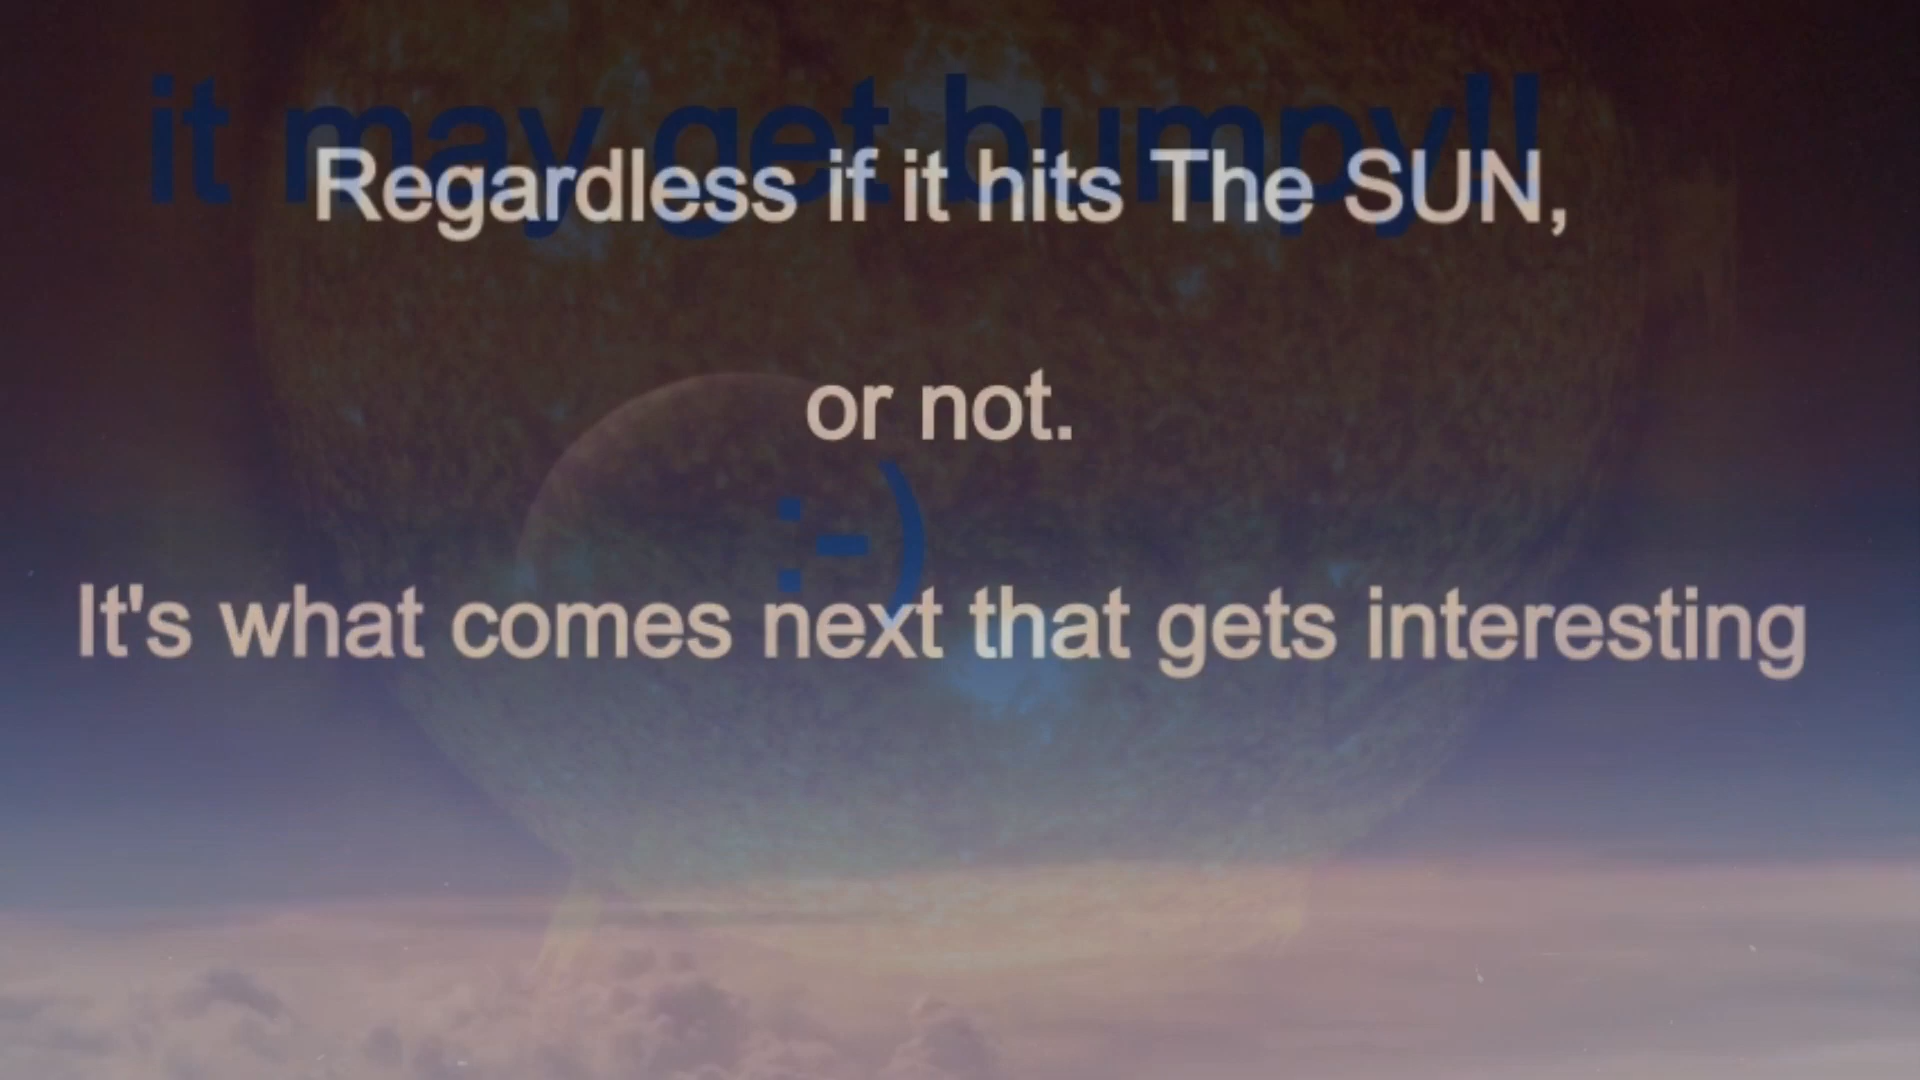 it may get bumpy!!
Regardless if it hits The SUN,
or not.
:-)
It's what comes next that gets interesting